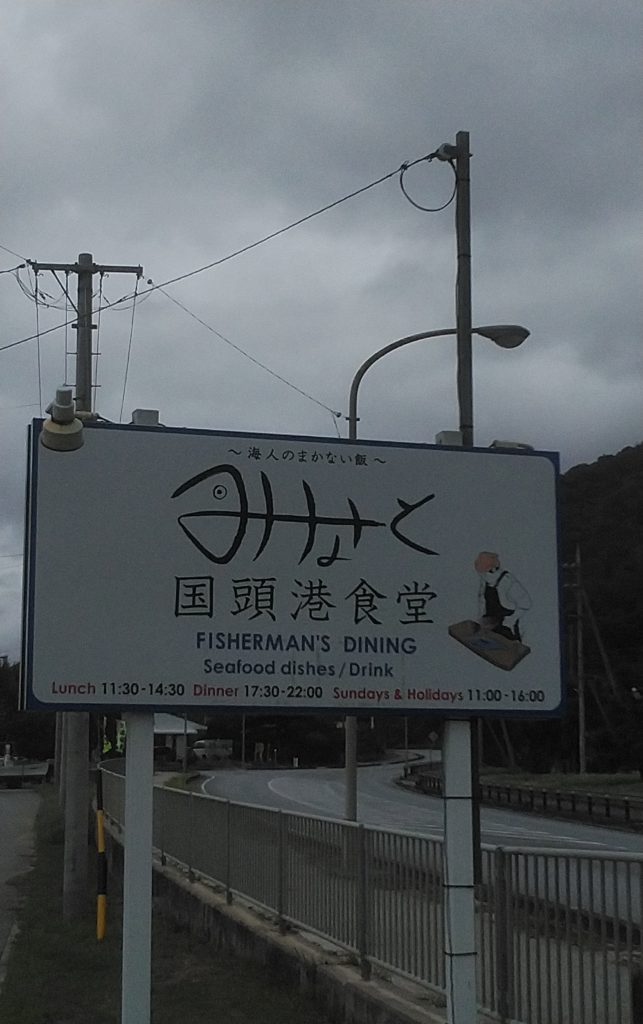 ～海人のまかない飯～
みなと
国頭港食堂
FISHERMAN'S DINING
Seafood dishes/Drink
Lunch 11:30-14:30 Dinner 17:30-22:00 Sundays & Holidays 11:00-16:00